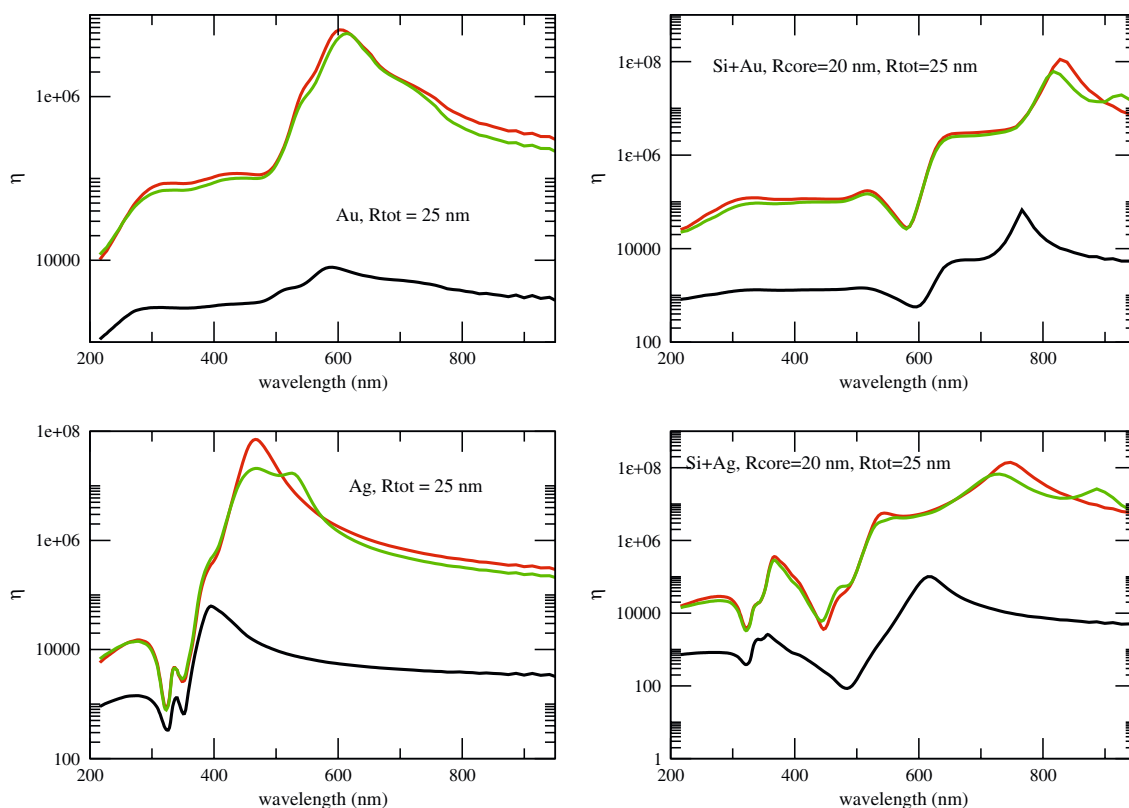 1e+06
10000
η
Au, Rtot = 25 nm
200 400 600 800
wavelength (nm)
1e+08
1e+06
10000
100
η
Si+Au, Rcore=20 nm, Rtot=25 nm
200 400 600 800
wavelength (nm)
1e+08
1e+06
10000
100
η
Ag, Rtot = 25 nm
200 400 600 800
wavelength (nm)
1e+08
1e+06
10000
100
1
η
Si+Ag, Rcore=20 nm, Rtot=25 nm
200 400 600 800
wavelength (nm)